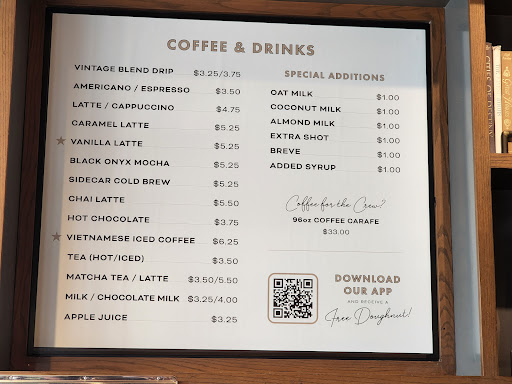 COFFEE & DRINKS
VINTAGE BLEND DRIP $3.25/3.75
AMERICANO / ESPRESSO $3.50
LATTE / CAPPUCCINO $4.75
CARAMEL LATTE $5.25
★ VANILLA LATTE $5.25
BLACK ONYX MOCHA $5.25
SIDECAR COLD BREW $5.25
CHAI LATTE $5.50
HOT CHOCOLATE $3.75
★ VIETNAMESE ICED COFFEE $6.25
TEA (HOT/ICED) $3.50
MATCHA TEA / LATTE $3.50/5.50
MILK / CHOCOLATE MILK $3.25/4.00
APPLE JUICE $3.25
SPECIAL ADDITIONS
OAT MILK $1.00
COCONUT MILK $1.00
ALMOND MILK $1.00
EXTRA SHOT $1.00
BREVE $1.00
ADDED SYRUP $1.00
Coffee for the Crew?
96oz COFFEE CARAFE
$33.00
DOWNLOAD
OUR APP
AND RECEIVE A
Free Doughnut!